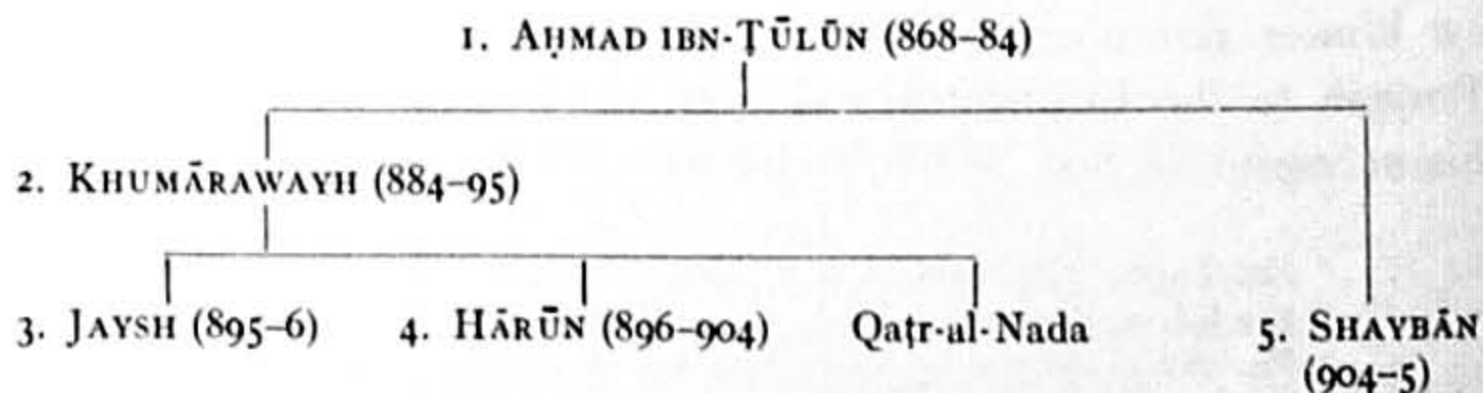 1. AḤMAD IBN-ṬŪLŪN (868–84)
2. KHUMĀRAWAYH (884–95)
3. JAYSH (895–6) 4. HĀRŪN (896–904) Qaṭr-al-Nada 5. SHAYBĀN
(904–5)